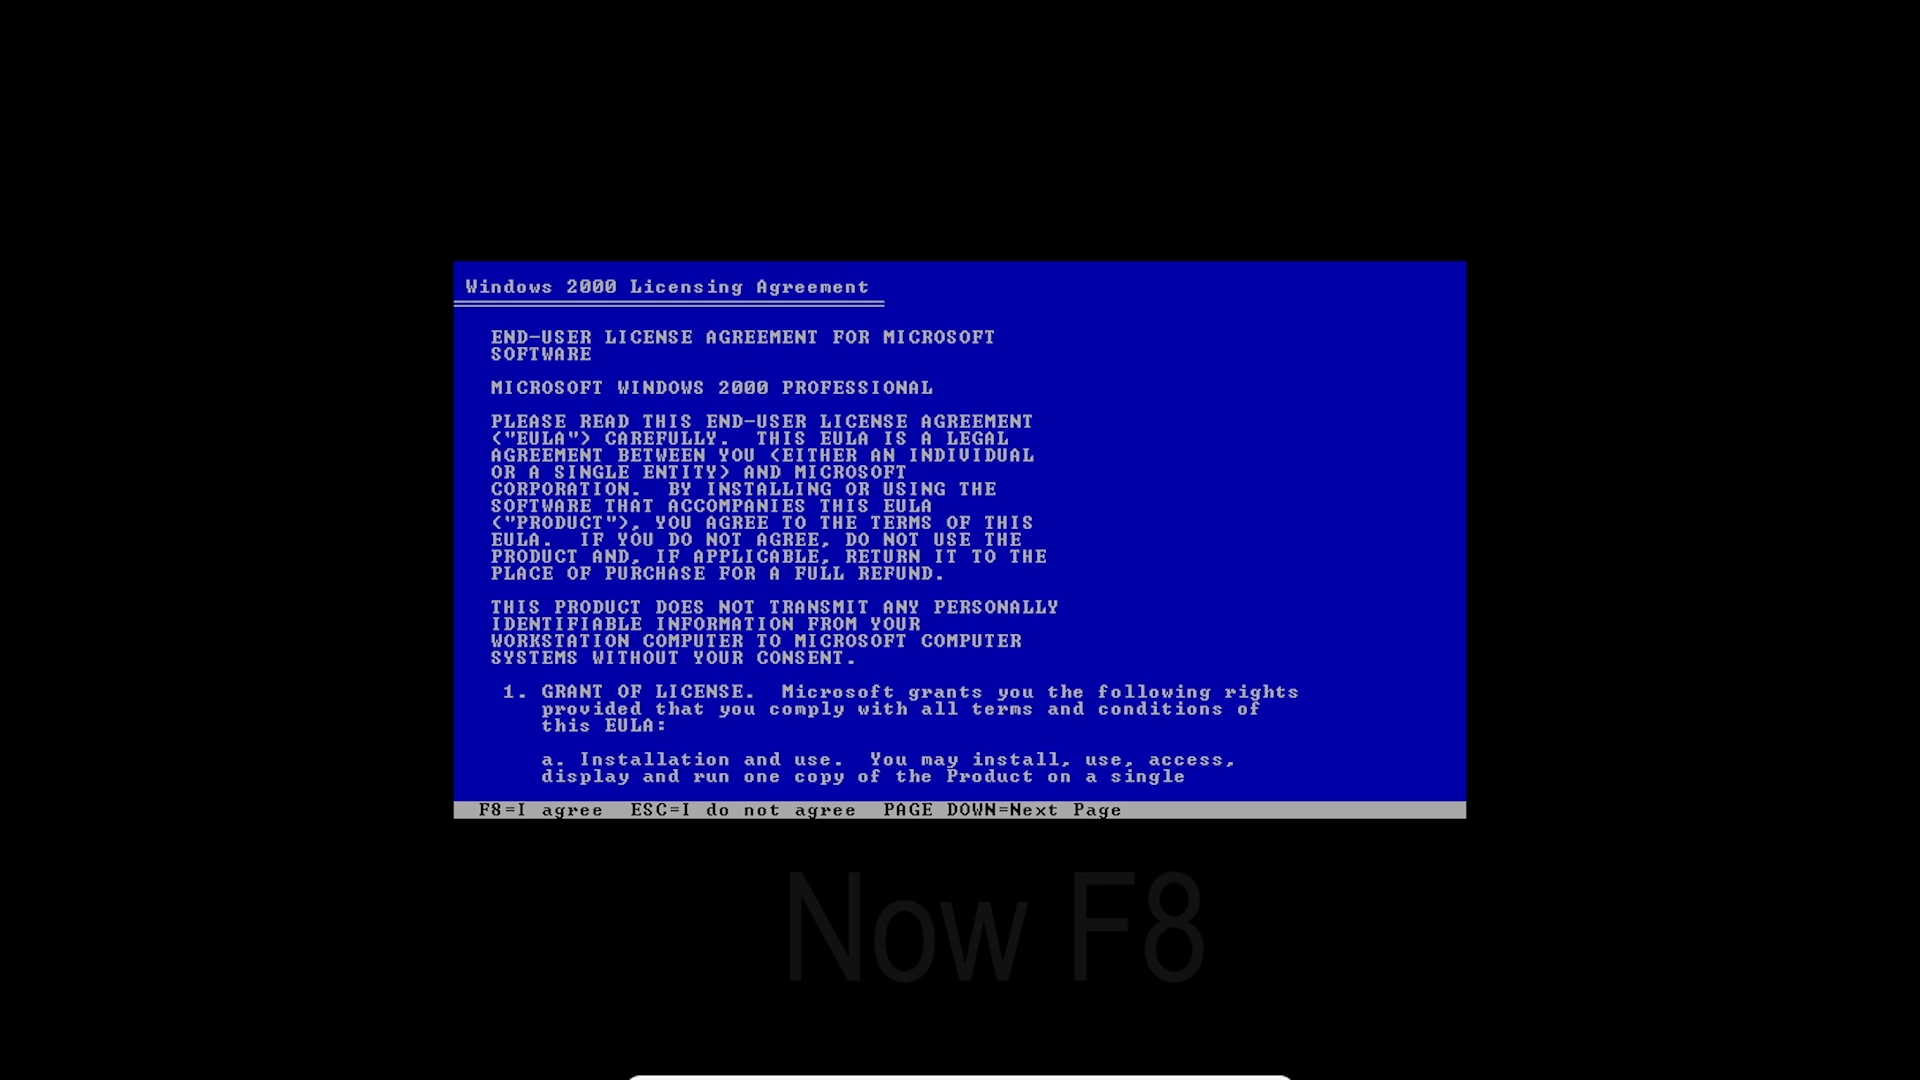 Windows 2000 Licensing Agreement
END-USER LICENSE AGREEMENT FOR MICROSOFT
SOFTWARE
MICROSOFT WINDOWS 2000 PROFESSIONAL
PLEASE READ THIS END-USER LICENSE AGREEMENT
("EULA") CAREFULLY.  THIS EULA IS A LEGAL
AGREEMENT BETWEEN YOU (EITHER AN INDIVIDUAL
OR A SINGLE ENTITY) AND MICROSOFT
CORPORATION.  BY INSTALLING OR USING THE
SOFTWARE THAT ACCOMPANIES THIS EULA
("PRODUCT"), YOU AGREE TO THE TERMS OF THIS
EULA.  IF YOU DO NOT AGREE, DO NOT USE THE
PRODUCT AND, IF APPLICABLE, RETURN IT TO THE
PLACE OF PURCHASE FOR A FULL REFUND.
THIS PRODUCT DOES NOT TRANSMIT ANY PERSONALLY
IDENTIFIABLE INFORMATION FROM YOUR
WORKSTATION COMPUTER TO MICROSOFT COMPUTER
SYSTEMS WITHOUT YOUR CONSENT.
1. GRANT OF LICENSE.  Microsoft grants you the following rights
provided that you comply with all terms and conditions of
this EULA:
a. Installation and use.  You may install, use, access,
display and run one copy of the Product on a single
F8=I agree  ESC=I do not agree  PAGE DOWN=Next Page
Now F8